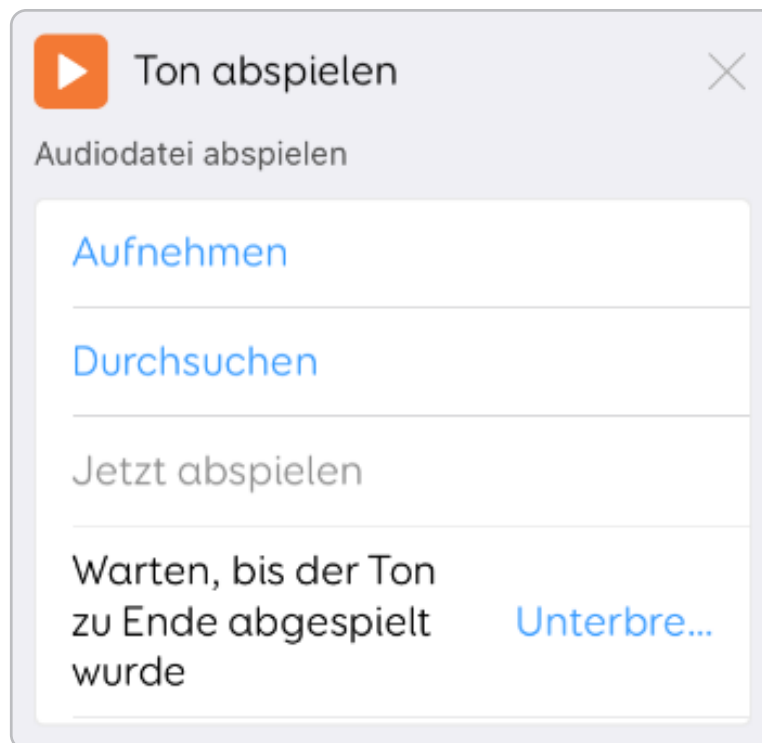 Ton abspielen
Audiodatei abspielen
Aufnehmen
Durchsuchen
Jetzt abspielen
Warten, bis der Ton
zu Ende abgespielt
wurde
Unterbre...